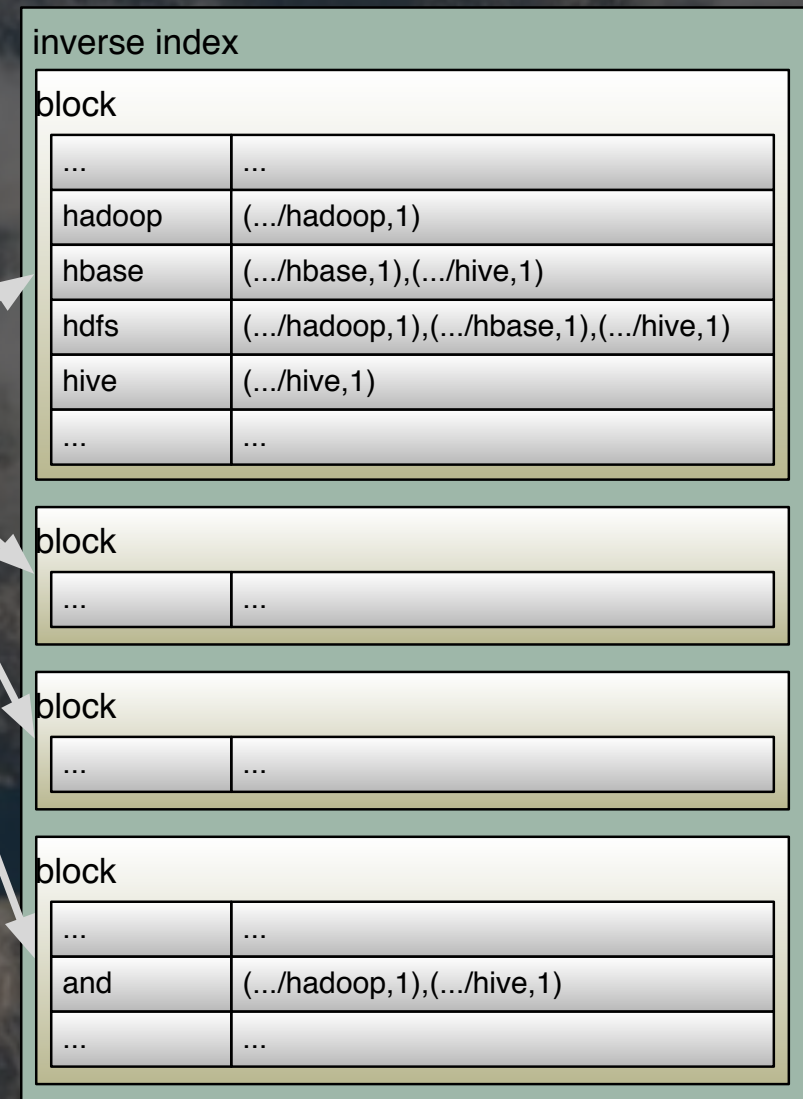 inverse index
block
... ...
hadoop (.../hadoop,1)
hbase (.../hbase,1),(.../hive,1)
hdfs (.../hadoop,1),(.../hbase,1),(.../hive,1)
hive (.../hive,1)
... ...
block
... ...
block
... ...
block
... ...
and (.../hadoop,1),(.../hive,1)
... ...